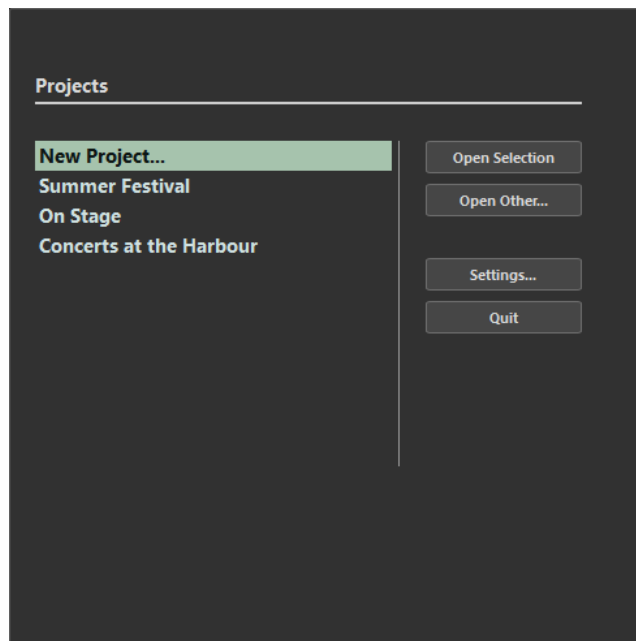 Projects
New Project...
Summer Festival
On Stage
Concerts at the Harbour
Open Selection
Open Other...
Settings...
Quit